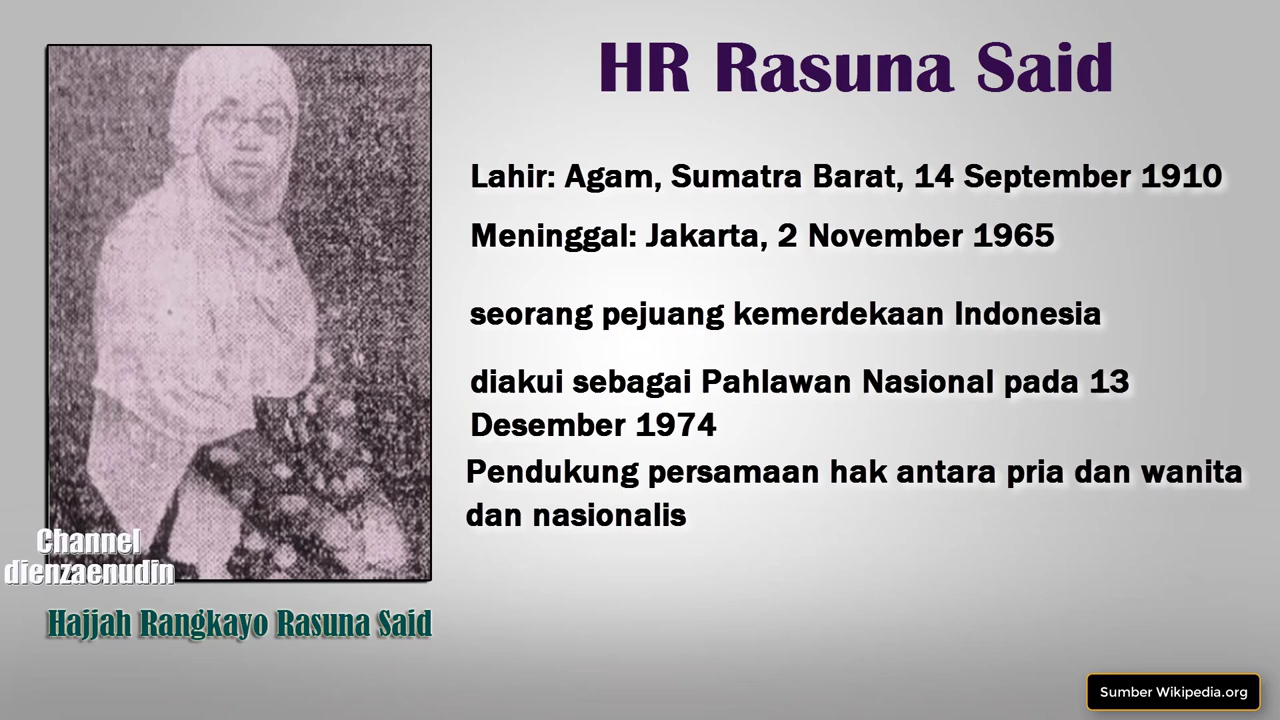 HR Rasuna Said
Lahir: Agam, Sumatra Barat, 14 September 1910
Meninggal: Jakarta, 2 November 1965
seorang pejuang kemerdekaan Indonesia
diakui sebagai Pahlawan Nasional pada 13
Desember 1974
Pendukung persamaan hak antara pria dan wanita
dan nasionalis
Channel
dienzaenudin
Hajjah Rangkayo Rasuna Said
Sumber Wikipedia.org